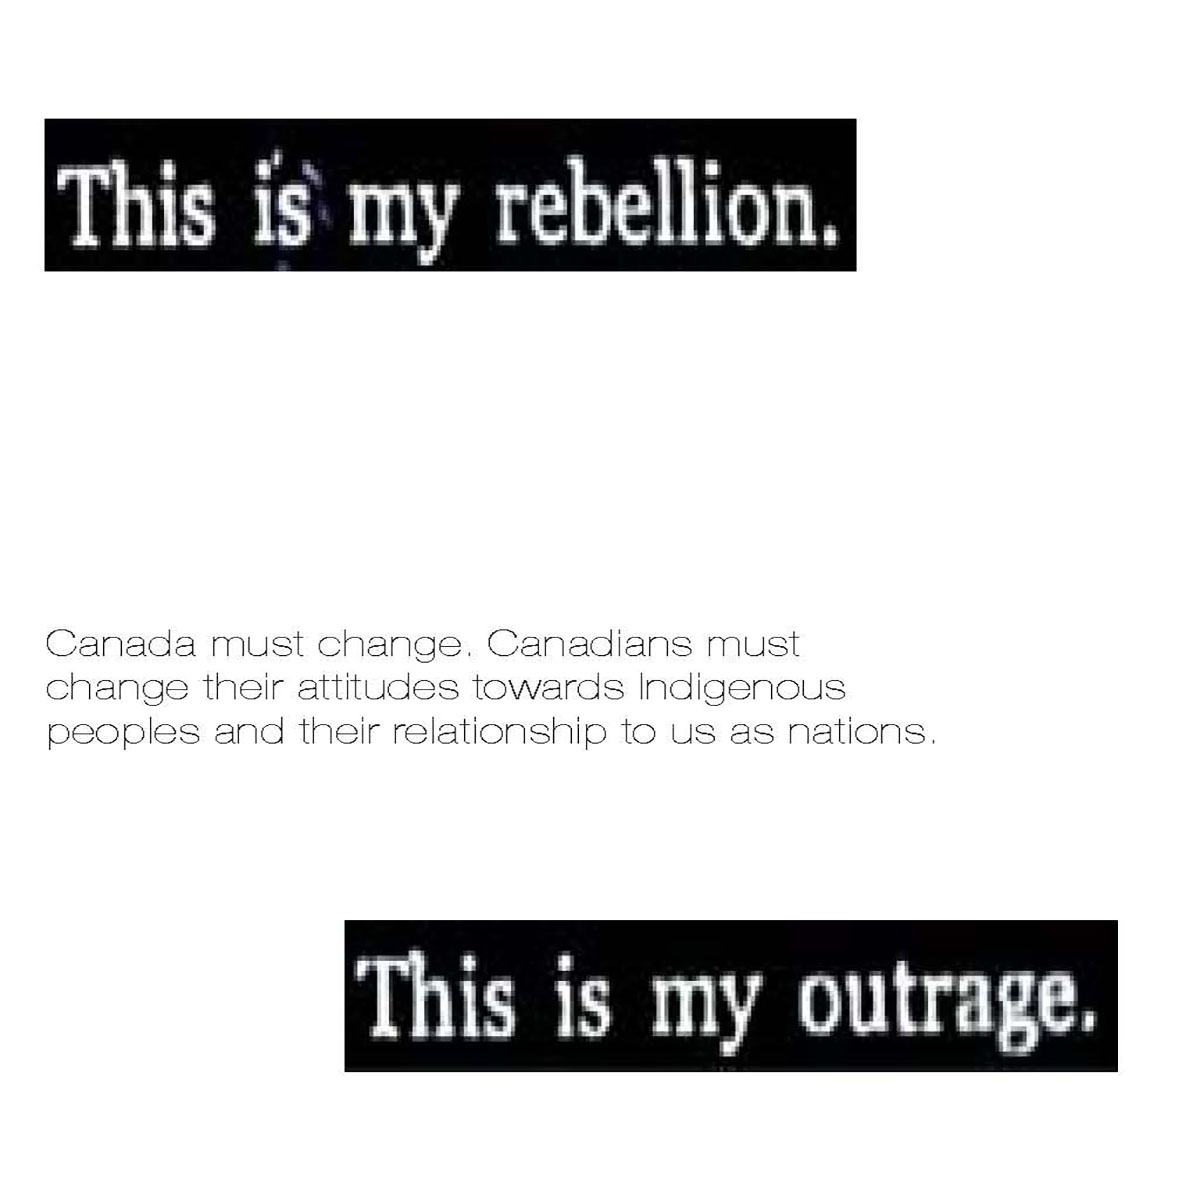 This is my rebellion.
Canada must change. Canadians must
change their attitudes towards Indigenous
peoples and their relationship to us as nations.
This is my outrage.